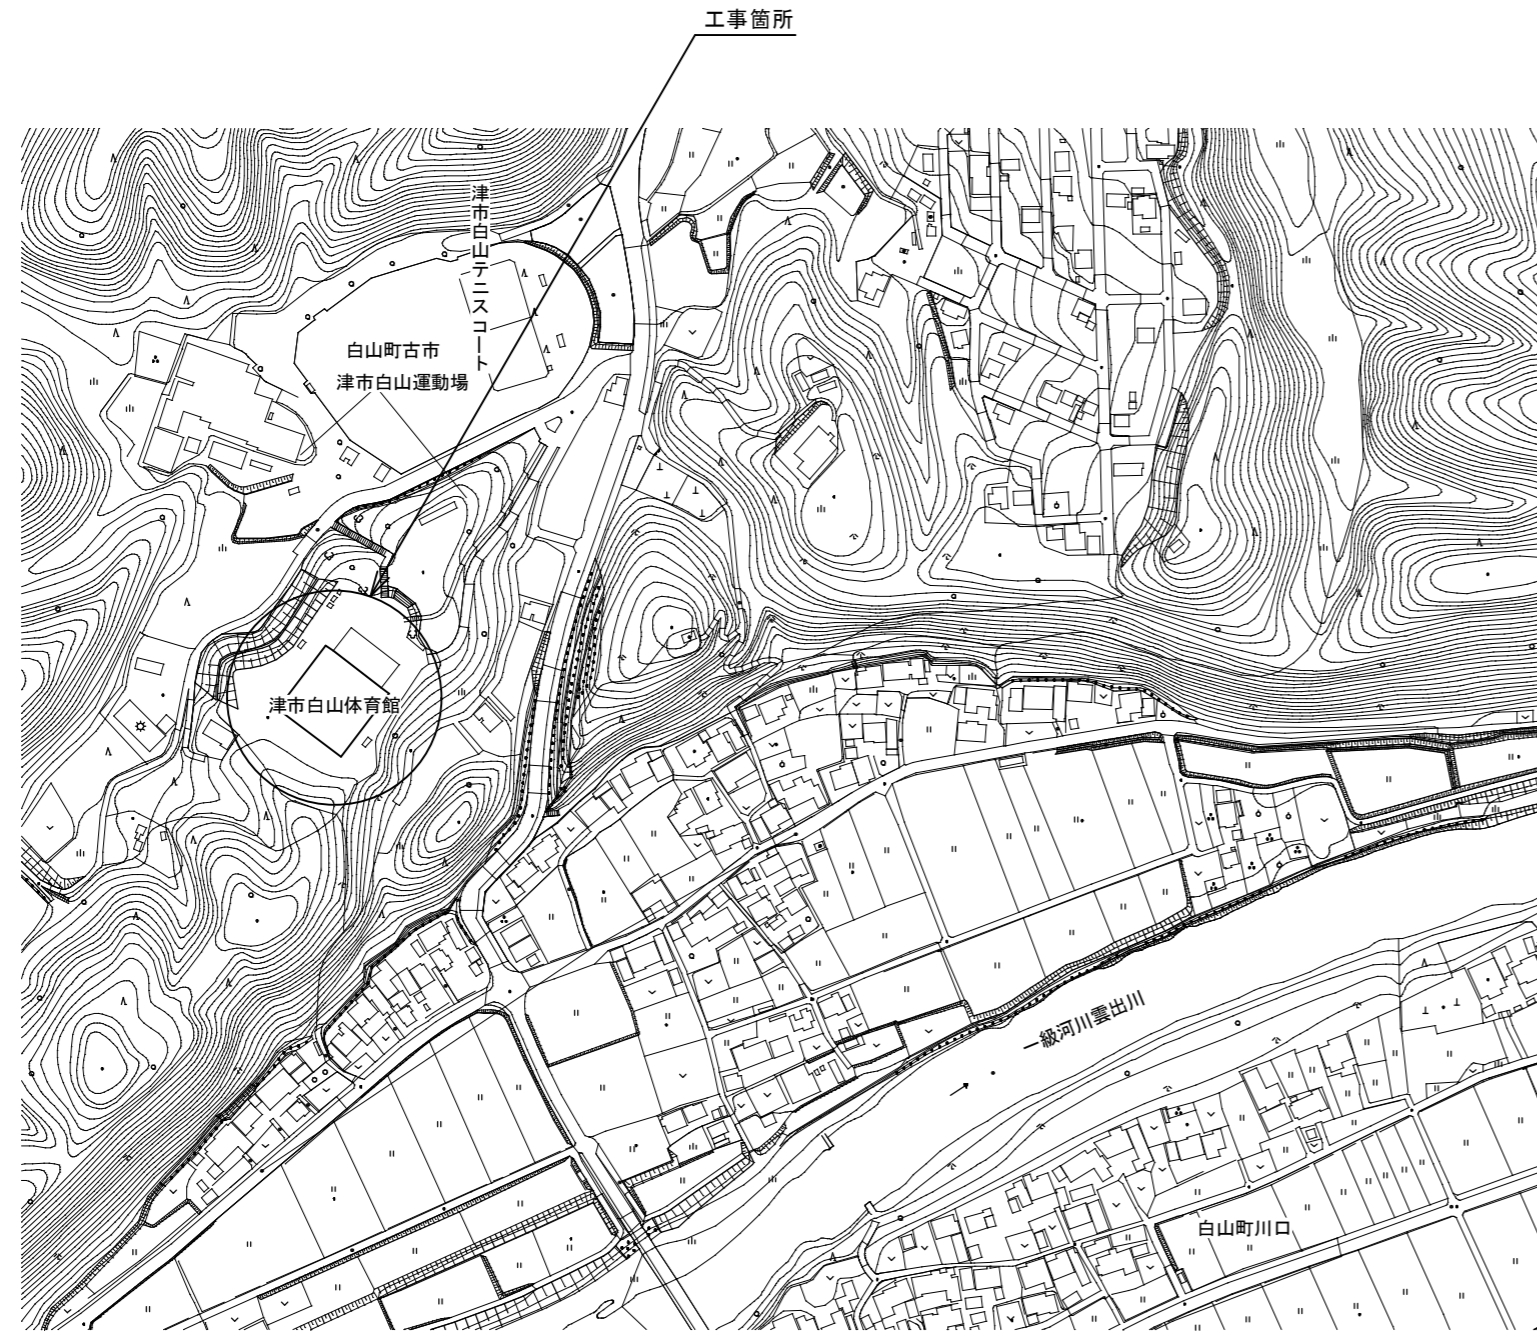 工事箇所
津市白山テニスコート
白山町古市
津市白山運動場
津市白山体育館
一級河川雲出川
白山町川口